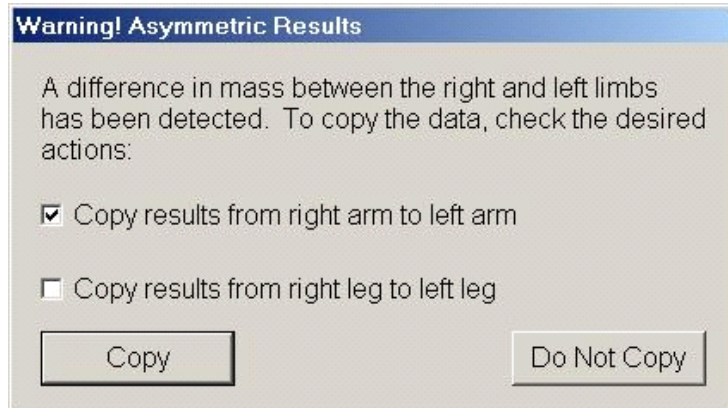 Warning! Asymmetric Results
A difference in mass between the right and left limbs
has been detected. To copy the data, check the desired
actions:
Copy results from right arm to left arm
Copy results from right leg to left leg
Copy
Do Not Copy